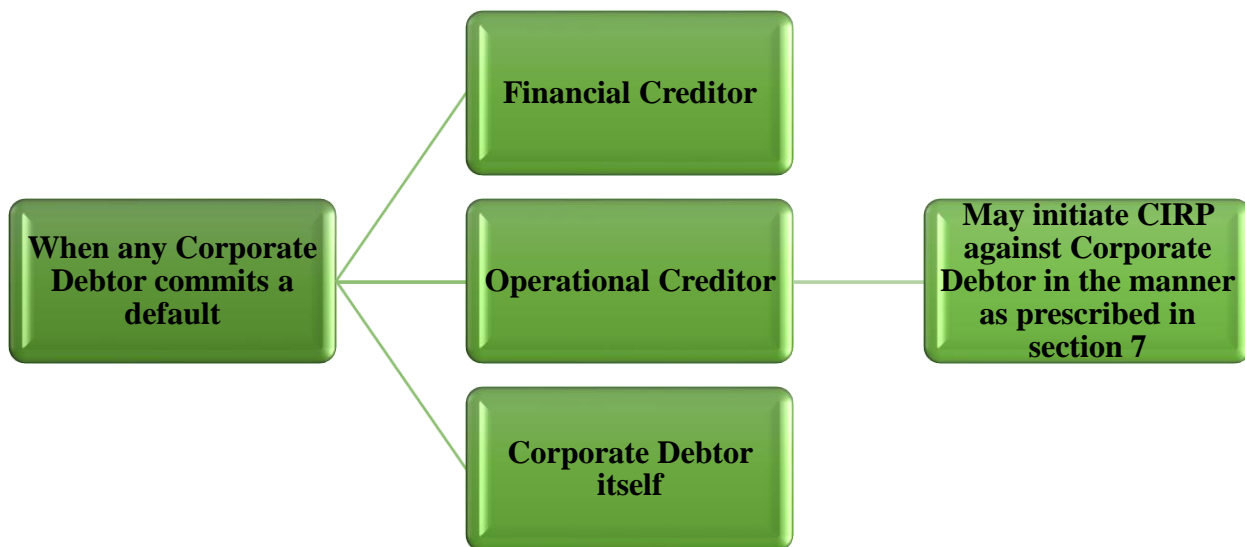 When any Corporate
Debtor commits a
default
Financial Creditor
Operational Creditor
Corporate Debtor
itself
May initiate CIRP
against Corporate
Debtor in the manner
as prescribed in
section 7